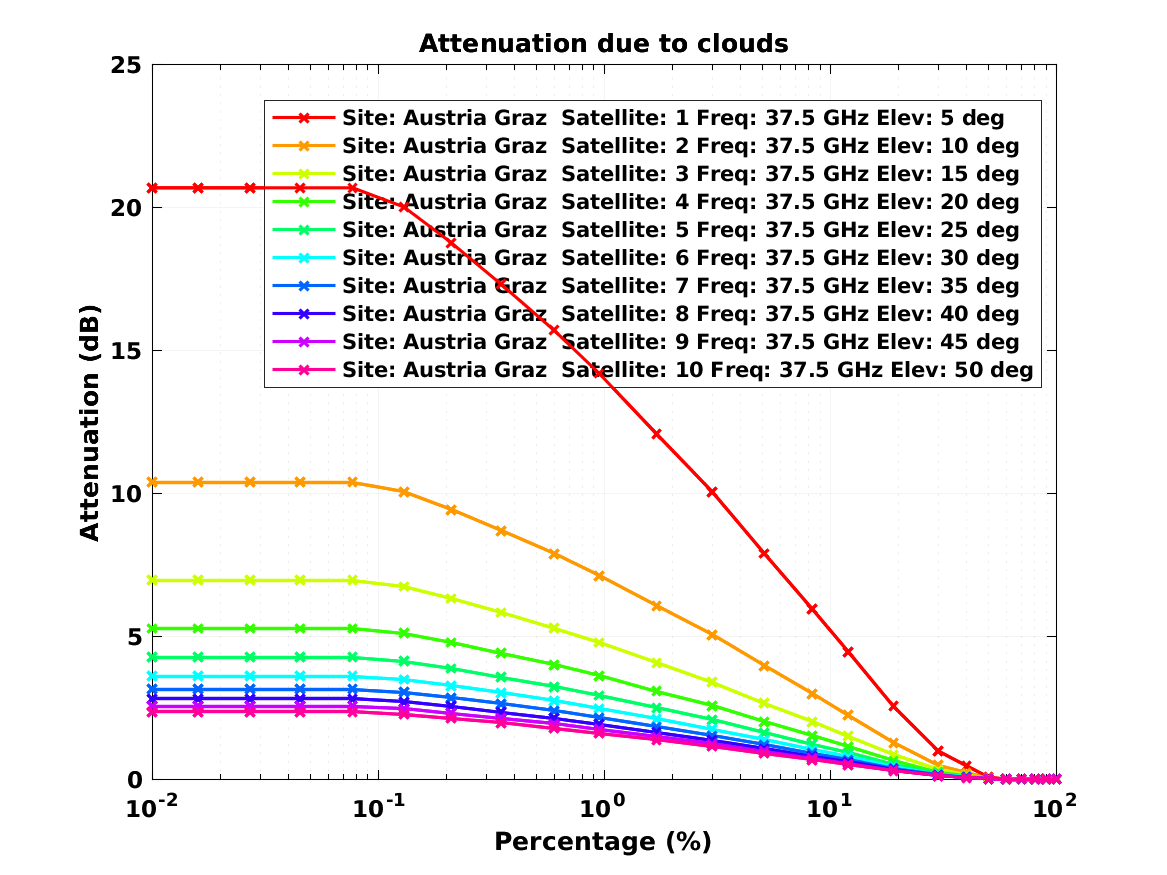 Attenuation due to clouds
25
20
15
10
5
0
Attenuation (dB)
Site: Austria Graz  Satellite: 1 Freq: 37.5 GHz Elev: 5 deg
Site: Austria Graz  Satellite: 2 Freq: 37.5 GHz Elev: 10 deg
Site: Austria Graz  Satellite: 3 Freq: 37.5 GHz Elev: 15 deg
Site: Austria Graz  Satellite: 4 Freq: 37.5 GHz Elev: 20 deg
Site: Austria Graz  Satellite: 5 Freq: 37.5 GHz Elev: 25 deg
Site: Austria Graz  Satellite: 6 Freq: 37.5 GHz Elev: 30 deg
Site: Austria Graz  Satellite: 7 Freq: 37.5 GHz Elev: 35 deg
Site: Austria Graz  Satellite: 8 Freq: 37.5 GHz Elev: 40 deg
Site: Austria Graz  Satellite: 9 Freq: 37.5 GHz Elev: 45 deg
Site: Austria Graz  Satellite: 10 Freq: 37.5 GHz Elev: 50 deg
10⁻² 10⁻¹ 10⁰ 10¹ 10²
Percentage (%)